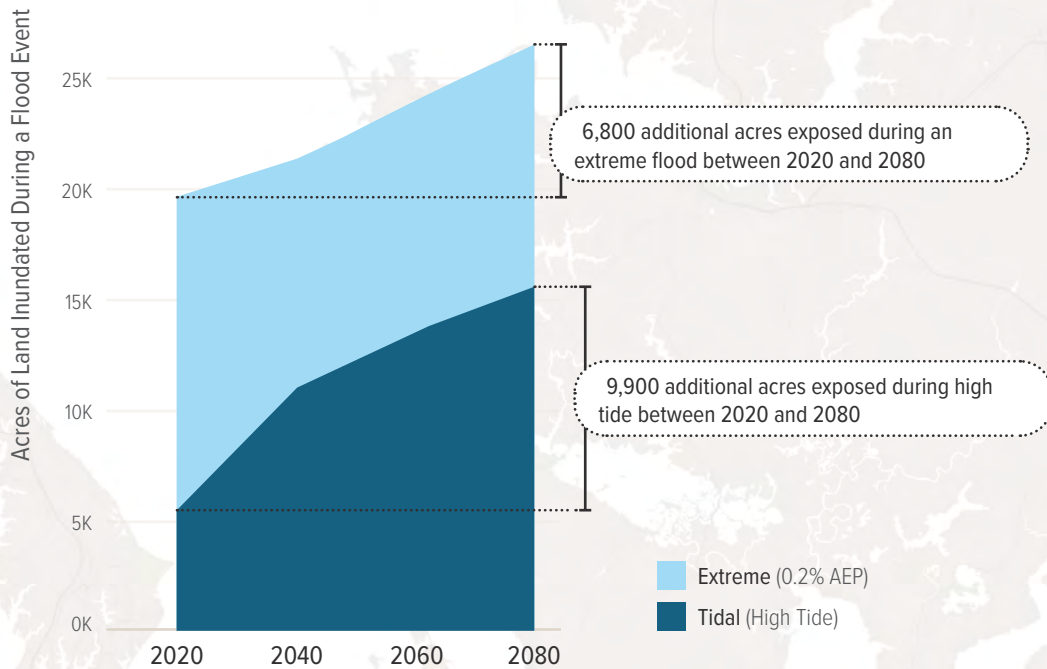 Acres of Land Inundated During a Flood Event
25K
20K
15K
10K
5K
0K
2020
2040
2060
2080
6,800 additional acres exposed during an
extreme flood between 2020 and 2080
9,900 additional acres exposed during high
tide between 2020 and 2080
Extreme (0.2% AEP)
Tidal (High Tide)